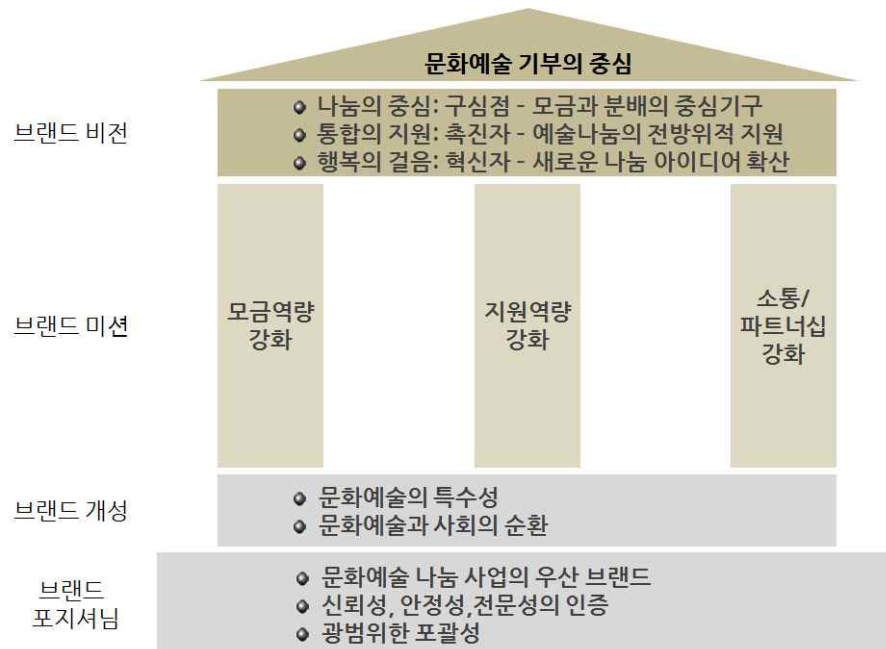 문화예술 기부의 중심
브랜드 비전
나눔의 중심: 구심점 - 모금과 분배의 중심기구
통합의 지원: 촉진자 - 예술나눔의 전방위적 지원
행복의 걸음: 혁신자 - 새로운 나눔 아이디어 확산
브랜드 미션
모금역량
강화
지원역량
강화
소통/
파트너십
강화
브랜드 개성
문화예술의 특수성
문화예술과 사회의 순환
브랜드
포지셔님
문화예술 나눔 사업의 우산 브랜드
신뢰성, 안정성,전문성의 인증
광범위한 포괄성